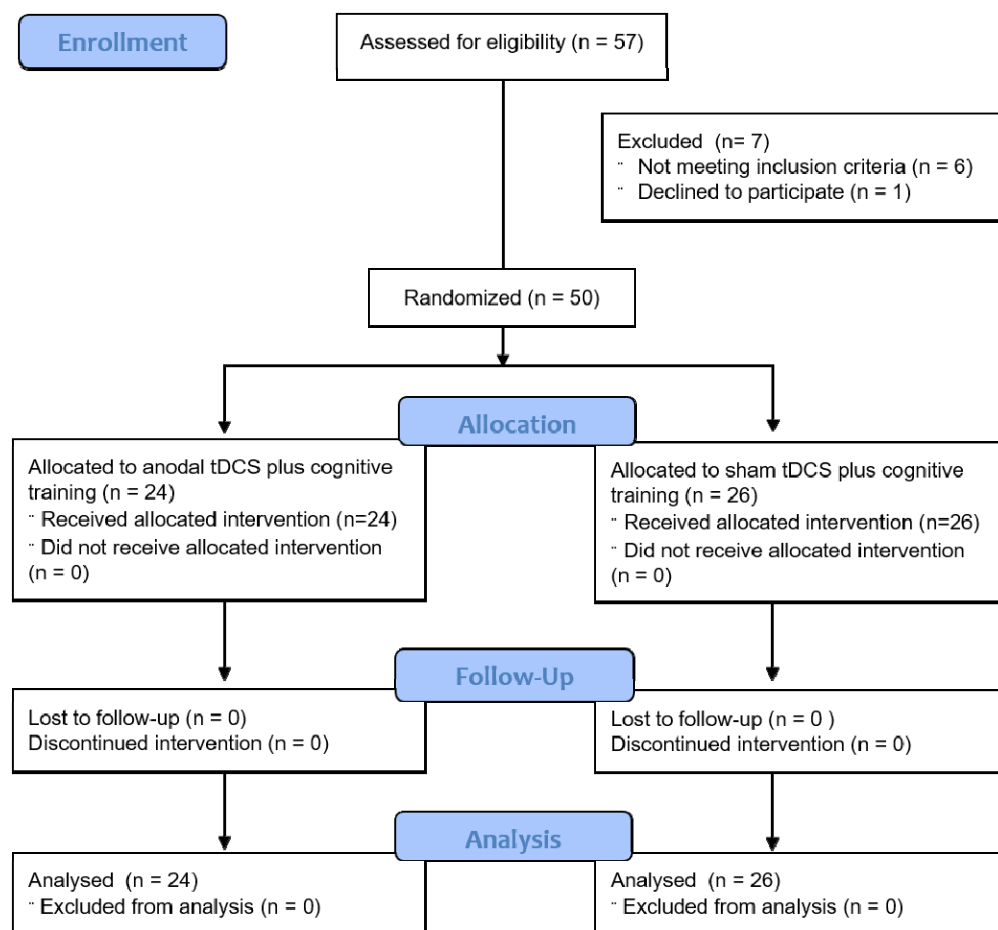 Enrollment
Assessed for eligibility (n = 57)
Excluded  (n= 7)
¨ Not meeting inclusion criteria (n = 6)
¨ Declined to participate (n = 1)
Randomized (n = 50)
Allocation
Allocated to anodal tDCS plus cognitive
training (n = 24)
¨ Received allocated intervention (n=24)
¨ Did not receive allocated intervention
(n = 0)
Allocated to sham tDCS plus cognitive
training (n = 26)
¨ Received allocated intervention (n=26)
¨ Did not receive allocated intervention
(n = 0)
Follow-Up
Lost to follow-up (n = 0)
Discontinued intervention (n = 0)
Lost to follow-up (n = 0 )
Discontinued intervention (n = 0)
Analysis
Analysed  (n = 24)
¨ Excluded from analysis (n = 0)
Analysed  (n = 26)
¨ Excluded from analysis (n = 0)